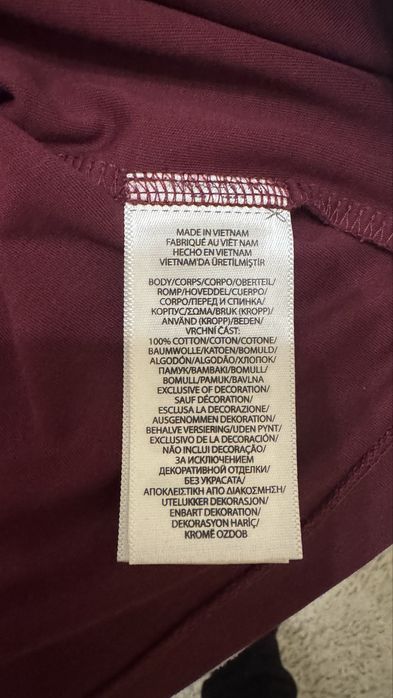 MADE IN VIETNAM
FABRIQUÉ AU VIÊT NAM
HECHO EN VIETNAM
VIETNAM'DA ÜRETİLMİŞTİR
BODY/CORPS/CORPO/OBERTEIL/
ROMP/HOVEDDEL/CUERPO/
CORPO/ПЕРЕД И СПИНКА/
КОРПУС/ΣΩΜΑ/BRUK (KROPP)/
ANVÄND (KROPP)/BEDEN/
VRCHNÍ ČÁST:
100% COTTON/COTON/COTONE/
BAUMWOLLE/KATOEN/BOMULD/
ALGODÓN/ALGODÃO/ХЛОПОК/
ПАМУК/ΒΑΜΒΑΚΙ/BOMULL/
BOMULL/PAMUK/BAVLNA
EXCLUSIVE OF DECORATION/
SAUF DÉCORATION/
ESCLUSA LA DECORAZIONE/
AUSGENOMMEN DEKORATION/
BEHALVE VERSIERING/UDEN PYNT/
EXCLUSIVO DE LA DECORACIÓN/
NÃO INCLUI DECORAÇÃO/
ЗА ИСКЛЮЧЕНИЕМ
ДЕКОРАТИВНОЙ ОТДЕЛКИ/
БЕЗ УКРАСАТА/
ΑΠΟΚΛΕΙΣΤΙΚΗ ΑΠΟ ΔΙΑΚΟΣΜΗΣΗ/
UTELUKKER DEKORASJON/
ENBART DEKORATION/
DEKORASYON HARİÇ/
KROMĚ OZDOB